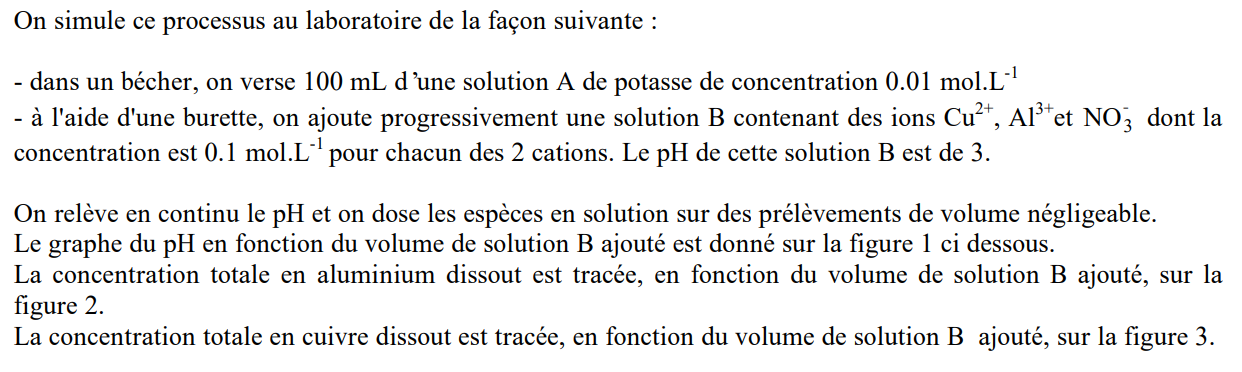 On simule ce processus au laboratoire de la façon suivante :
- dans un bécher, on verse 100 mL d'une solution A de potasse de concentration 0.01 mol.L⁻¹
- à l'aide d'une burette, on ajoute progressivement une solution B contenant des ions Cu²⁺, Al³⁺et NO₃⁻ dont la
concentration est 0.1 mol.L⁻¹ pour chacun des 2 cations. Le pH de cette solution B est de 3.
On relève en continu le pH et on dose les espèces en solution sur des prélèvements de volume négligeable.
Le graphe du pH en fonction du volume de solution B ajouté est donné sur la figure 1 ci dessous.
La concentration totale en aluminium dissout est tracée, en fonction du volume de solution B ajouté, sur la
figure 2.
La concentration totale en cuivre dissout est tracée, en fonction du volume de solution B ajouté, sur la figure 3.